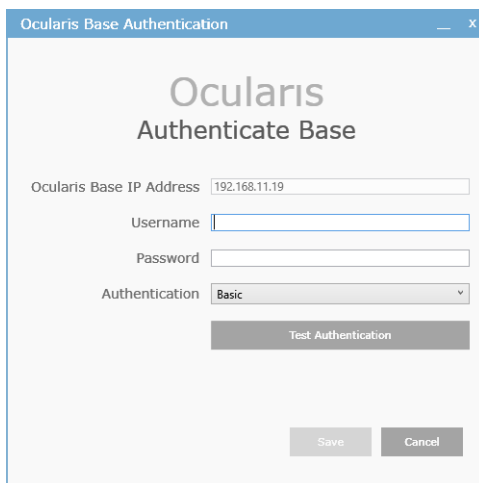 Ocularis Base Authentication
Ocularis
Authenticate Base
Ocularis Base IP Address 192.168.11.19
Username
Password
Authentication Basic
Test Authentication
Save Cancel